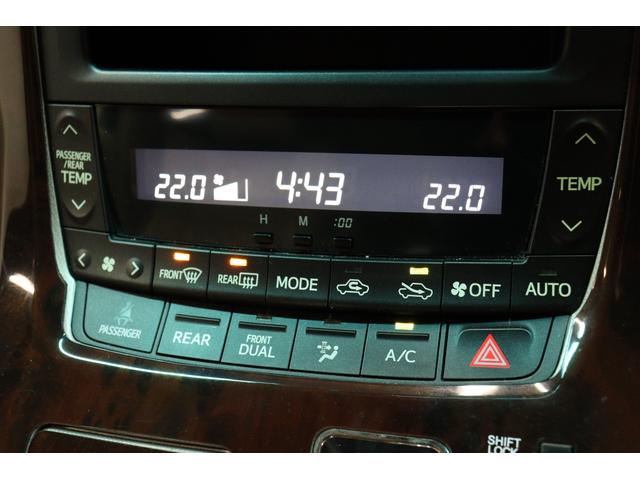 PASSENGER
/REAR
TEMP
22.0 4:43 22.0
H M :00
TEMP
FRONT REAR MODE OFF AUTO
PASSENGER REAR FRONT
DUAL A/C
SHIFT
LOCK